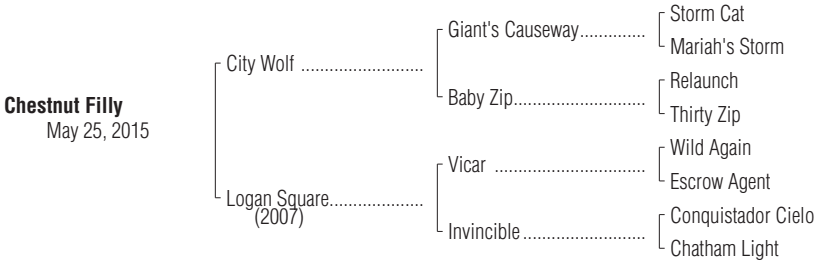 Storm Cat
Giant's Causeway..............
Mariah's Storm
City Wolf ..........................
Relaunch
Baby Zip............................
Thirty Zip
Chestnut Filly
May 25, 2015
Wild Again
Vicar ................................
Escrow Agent
Logan Square....................
(2007)
Conquistador Cielo
Invincible..........................
Chatham Light